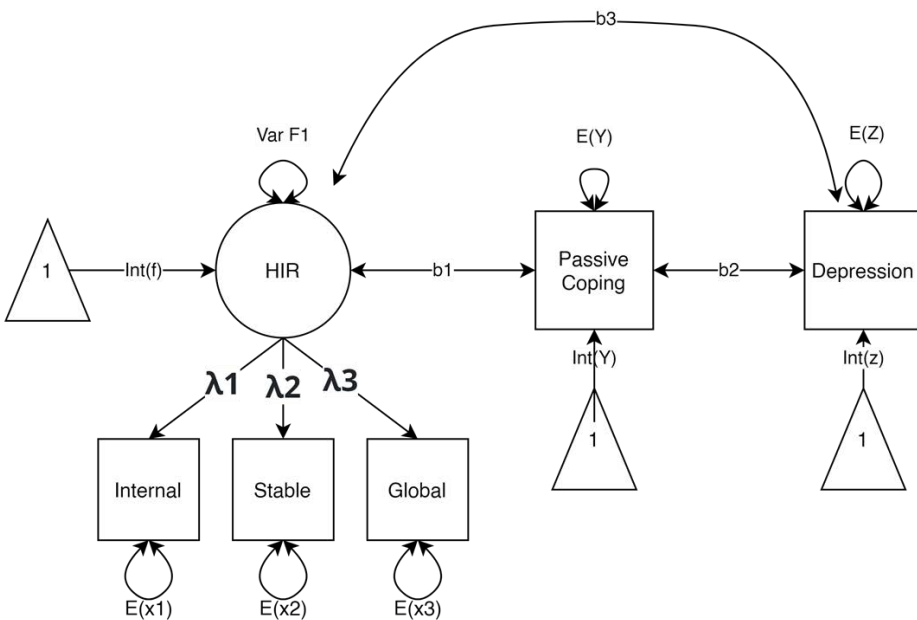 b3
Var F1
E(Y)
E(Z)
1
Int(f)
HIR
b1
Passive
Coping
b2
Depression
Int(Y)
Int(z)
λ1
λ2
λ3
1
1
Internal
Stable
Global
E(x1)
E(x2)
E(x3)